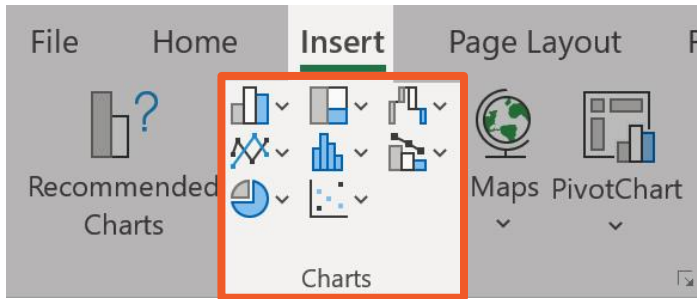 File Home Insert Page Layout
Recommended
Charts
Maps PivotChart
Charts